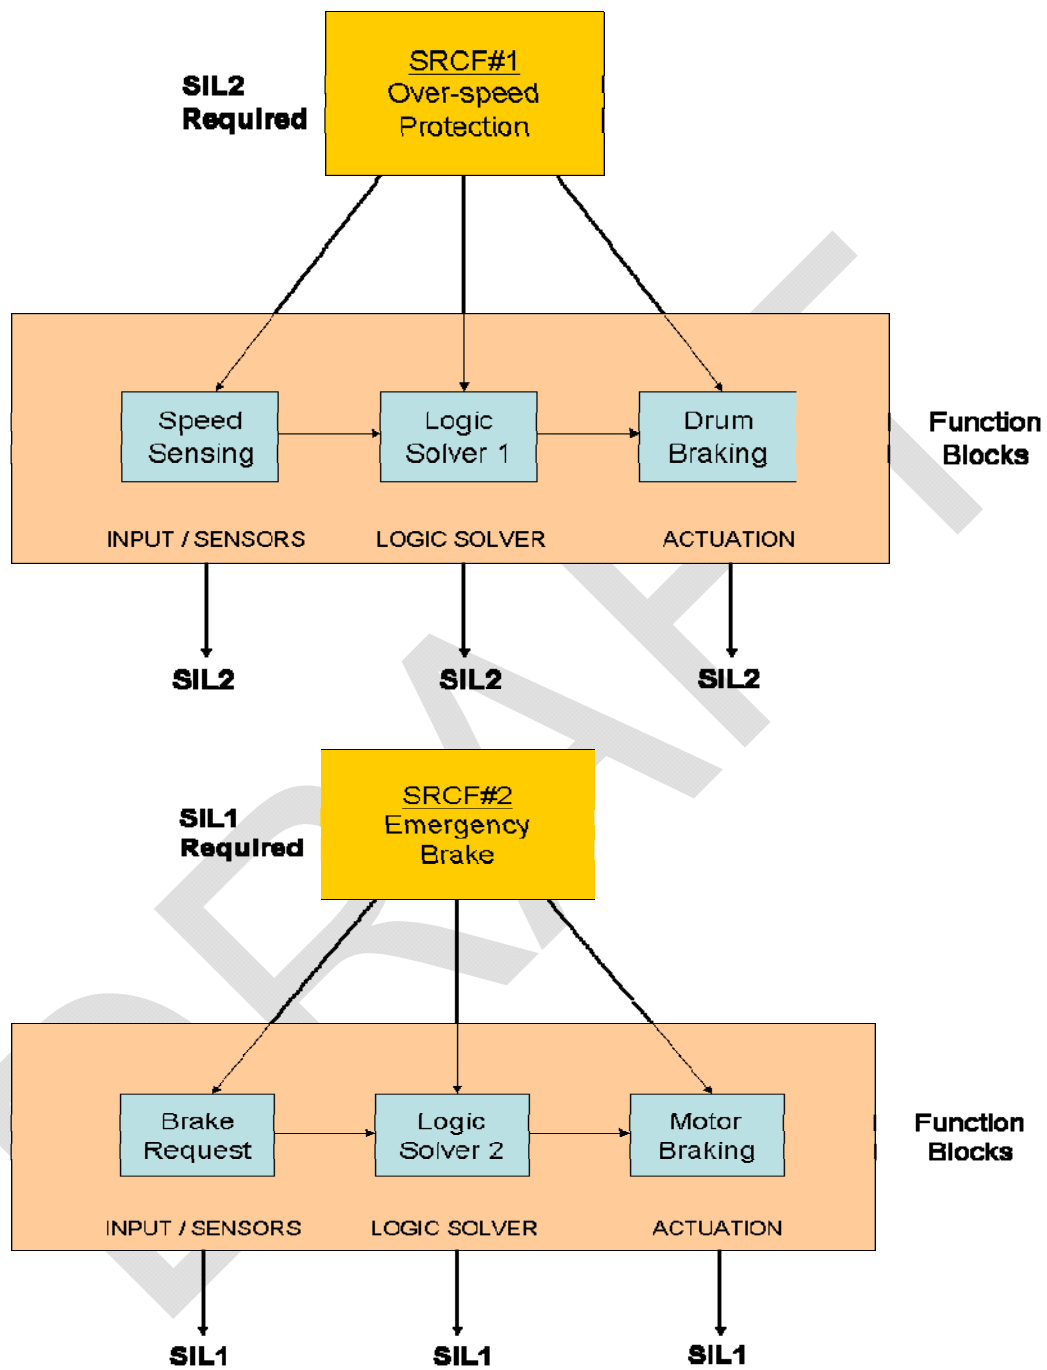 SRCF#1
Over-speed
Protection
SIL2
Required
Speed
Sensing
Logic
Solver 1
Drum
Braking
Function
Blocks
INPUT / SENSORS
LOGIC SOLVER
ACTUATION
SIL2
SIL2
SIL2
SRCF#2
Emergency
Brake
SIL1
Required
Brake
Request
Logic
Solver 2
Motor
Braking
Function
Blocks
INPUT / SENSORS
LOGIC SOLVER
ACTUATION
SIL1
SIL1
SIL1
DRAFT